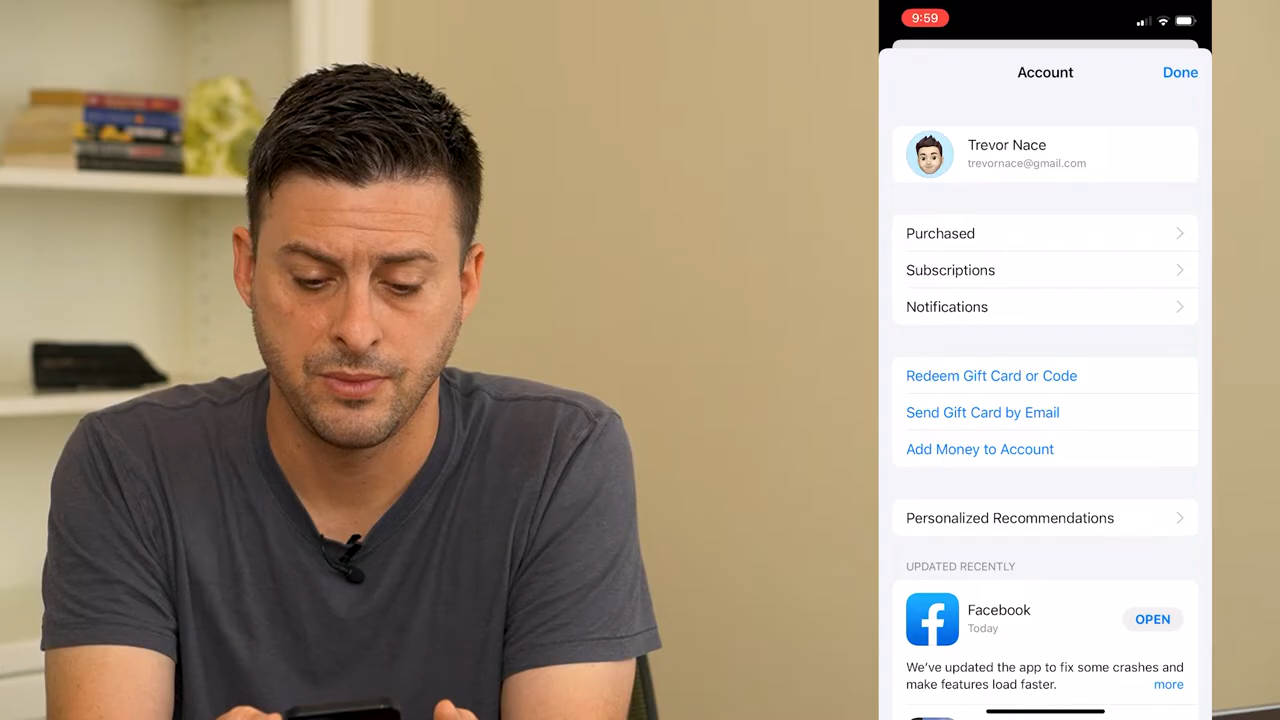 9:59
Account
Done
Trevor Nace
trevornace@gmail.com
Purchased
Subscriptions
Notifications
Redeem Gift Card or Code
Send Gift Card by Email
Add Money to Account
Personalized Recommendations
UPDATED RECENTLY
Facebook
Today
OPEN
We've updated the app to fix some crashes and
make features load faster.
more